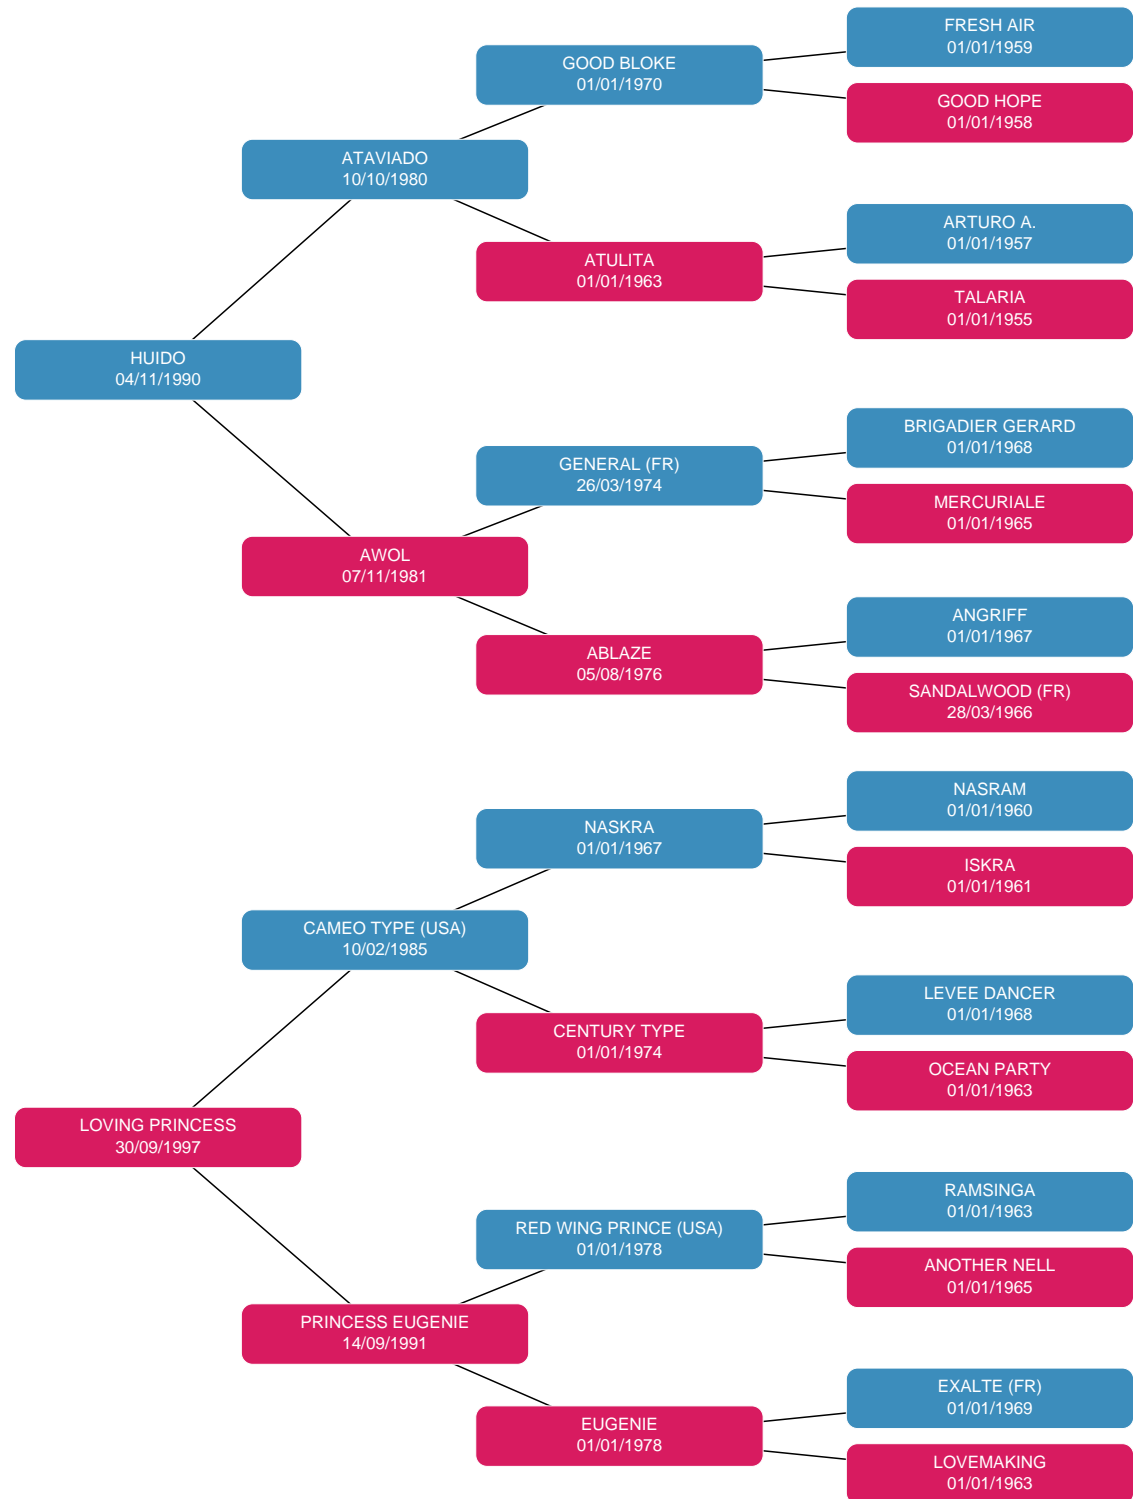 FRESH AIR
01/01/1959
GOOD BLOKE
01/01/1970
GOOD HOPE
01/01/1958
ATAVIADO
10/10/1980
ARTURO A.
01/01/1957
ATULITA
01/01/1963
TALARIA
01/01/1955
HUIDO
04/11/1990
BRIGADIER GERARD
01/01/1968
GENERAL (FR)
26/03/1974
MERCURIALE
01/01/1965
AWOL
07/11/1981
ANGRIFF
01/01/1967
ABLAZE
05/08/1976
SANDALWOOD (FR)
28/03/1966
NASRAM
01/01/1960
NASKRA
01/01/1967
ISKRA
01/01/1961
CAMEO TYPE (USA)
10/02/1985
LEVEE DANCER
01/01/1968
CENTURY TYPE
01/01/1974
OCEAN PARTY
01/01/1963
LOVING PRINCESS
30/09/1997
RAMSINGA
01/01/1963
RED WING PRINCE (USA)
01/01/1978
ANOTHER NELL
01/01/1965
PRINCESS EUGENIE
14/09/1991
EXALTE (FR)
01/01/1969
EUGENIE
01/01/1978
LOVEMAKING
01/01/1963